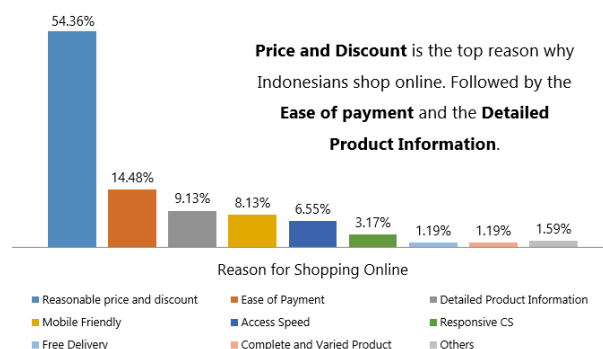 54.36%
Price and Discount is the top reason why
Indonesians shop online. Followed by the
Ease of payment and the Detailed
Product Information.
14.48%
9.13%
8.13%
6.55%
3.17%
1.19%
1.19%
1.59%
Reason for Shopping Online
Reasonable price and discount
Ease of Payment
Detailed Product Information
Mobile Friendly
Access Speed
Responsive CS
Free Delivery
Complete and Varied Product
Others